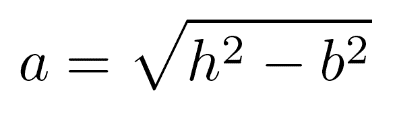 a = √(h² − b²)